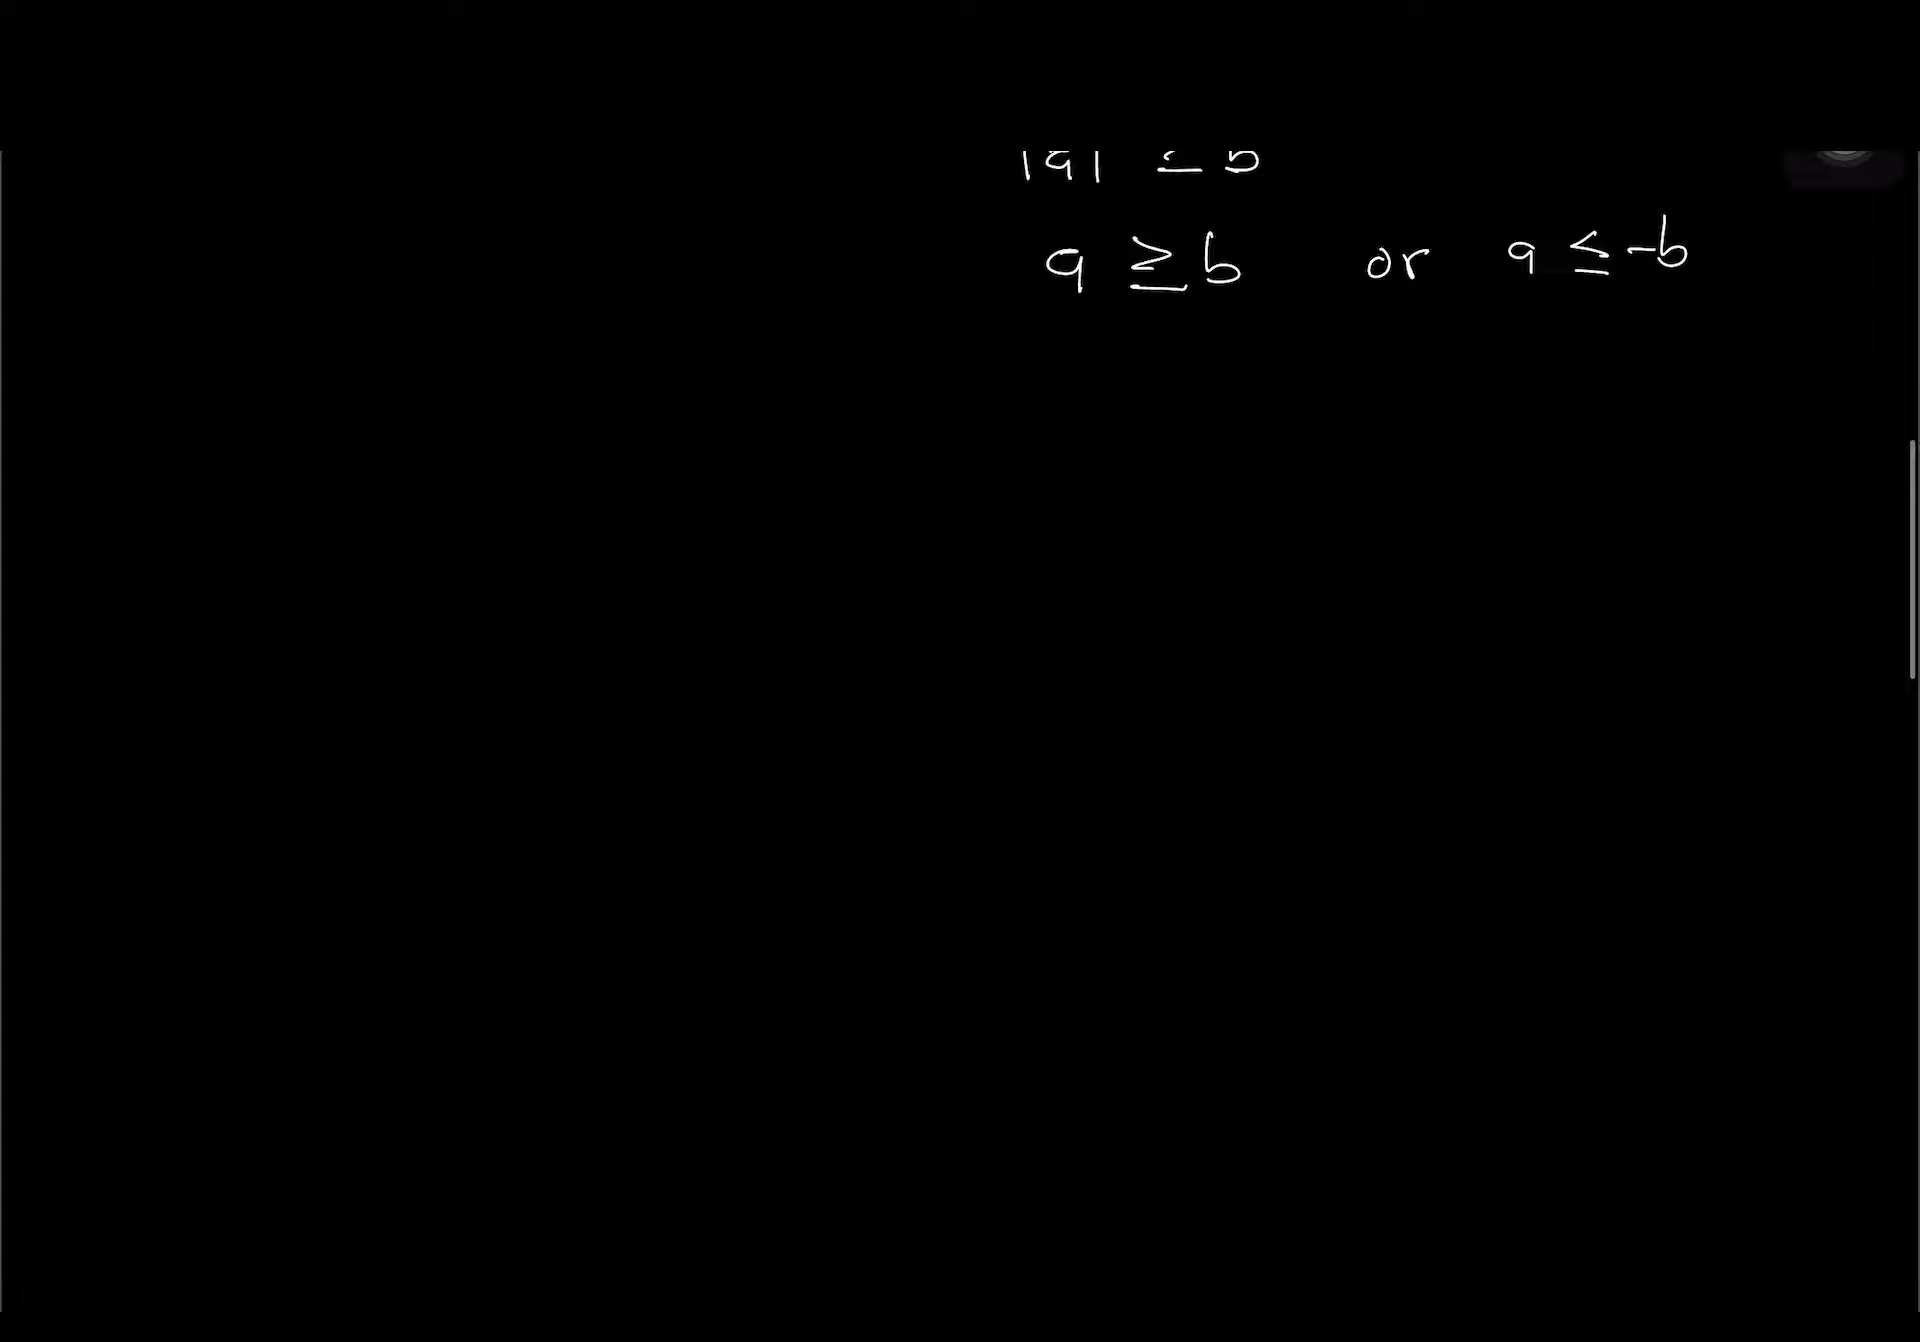 |a| ≥ b
a ≥ b or a ≤ -b